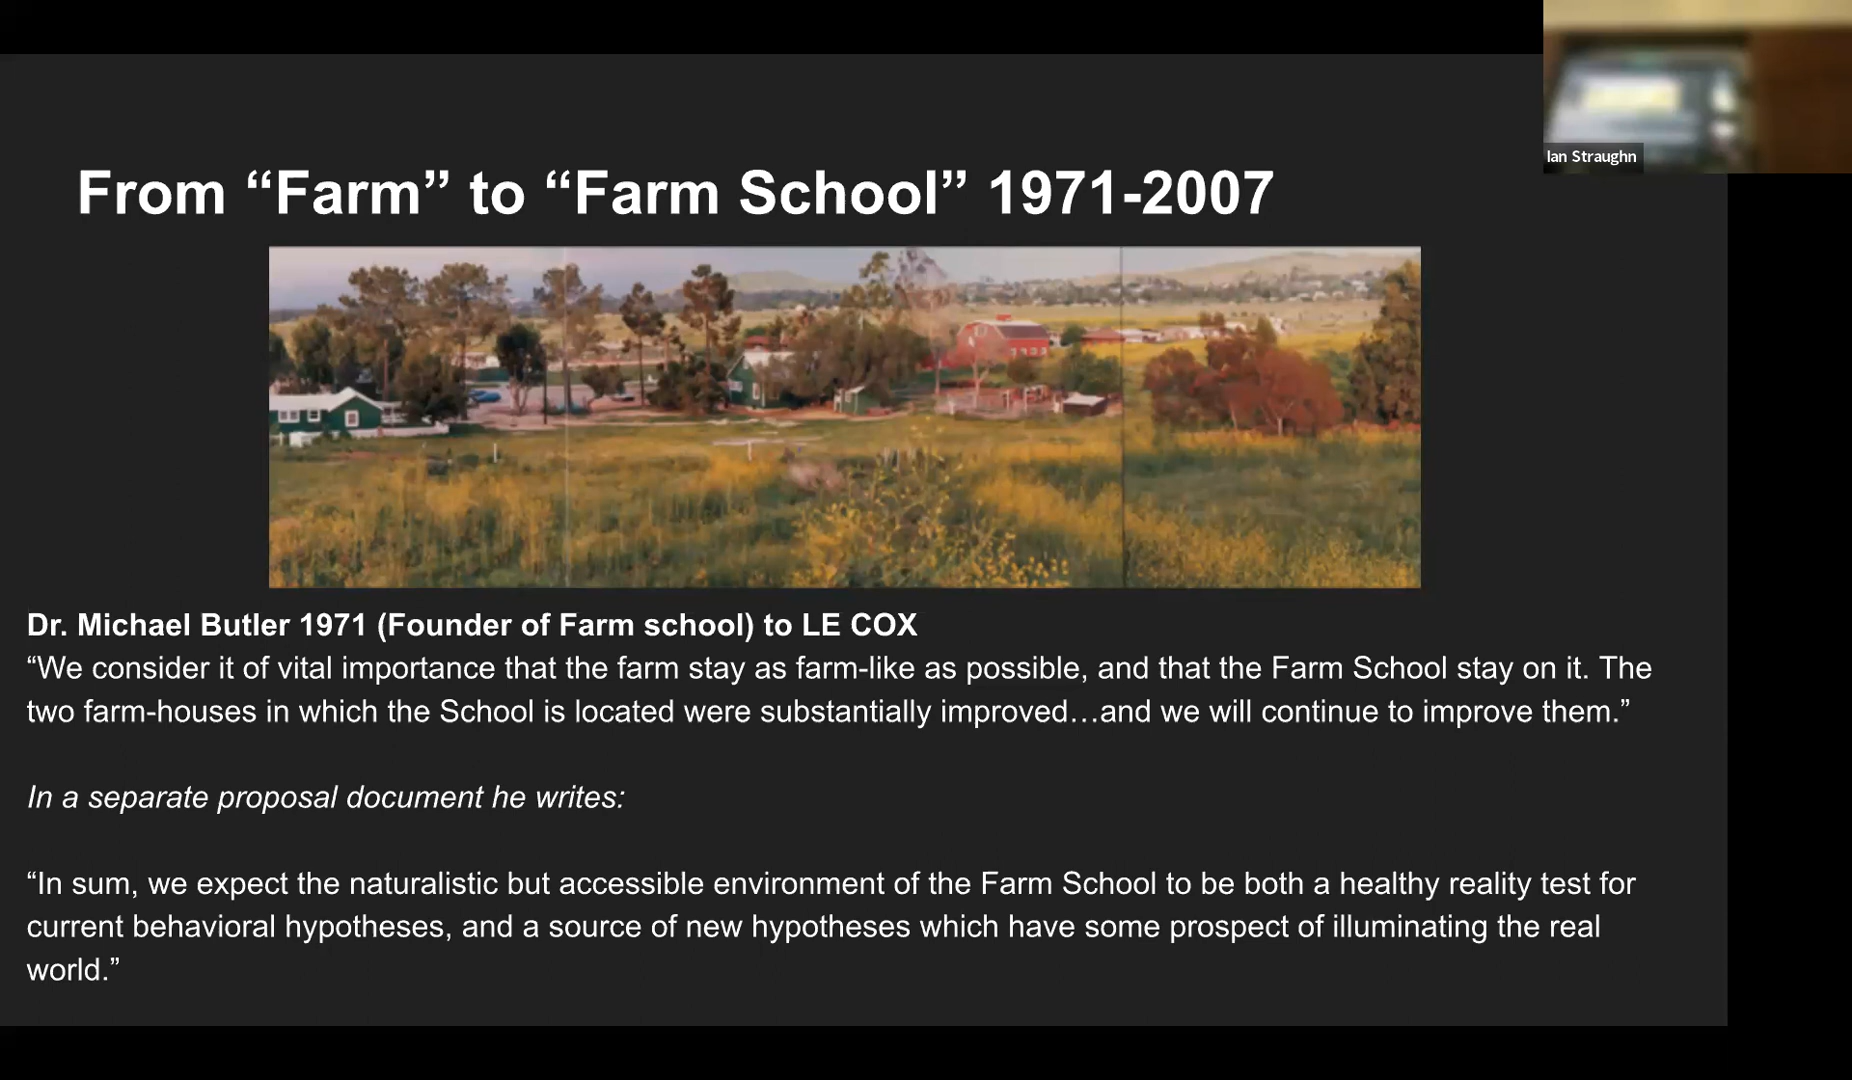 Ian Straughn
From “Farm” to “Farm School” 1971-2007
Dr. Michael Butler 1971 (Founder of Farm school) to LE COX
“We consider it of vital importance that the farm stay as farm-like as possible, and that the Farm School stay on it. The
two farm-houses in which the School is located were substantially improved…and we will continue to improve them.”
In a separate proposal document he writes:
“In sum, we expect the naturalistic but accessible environment of the Farm School to be both a healthy reality test for
current behavioral hypotheses, and a source of new hypotheses which have some prospect of illuminating the real
world.”